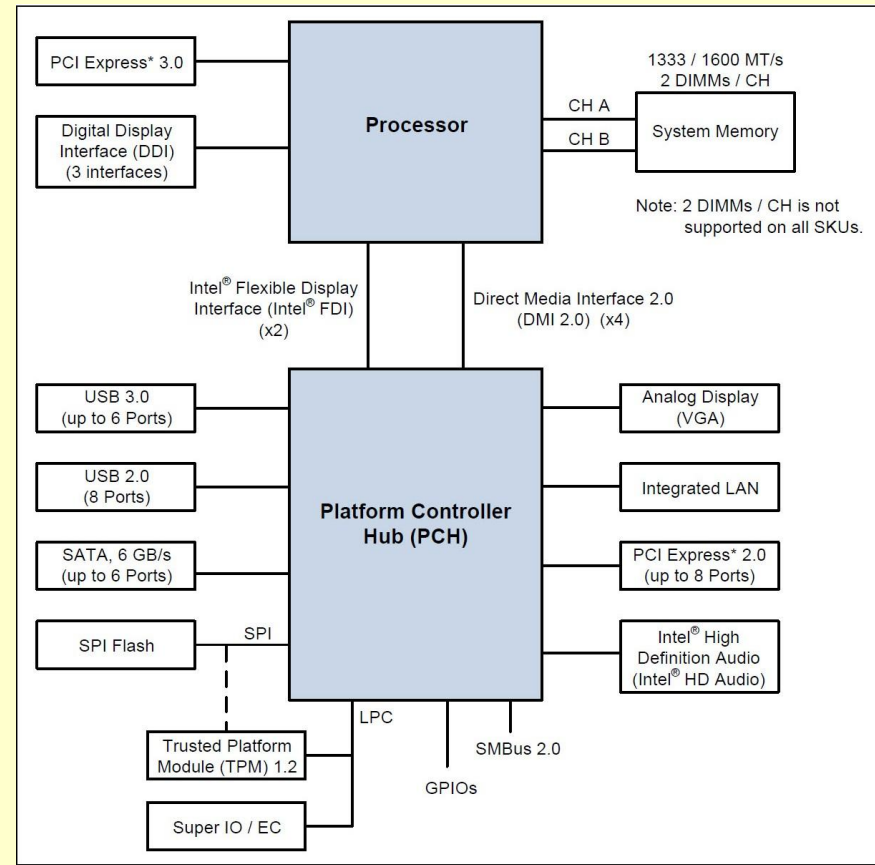 PCI Express* 3.0
Digital Display
Interface (DDI)
(3 interfaces)
Processor
CH A
CH B
1333 / 1600 MT/s
2 DIMMs / CH
System Memory
Note: 2 DIMMs / CH is not
supported on all SKUs.
Intel® Flexible Display
Interface (Intel® FDI)
(x2)
Direct Media Interface 2.0
(DMI 2.0) (x4)
USB 3.0
(up to 6 Ports)
USB 2.0
(8 Ports)
SATA, 6 GB/s
(up to 6 Ports)
SPI Flash
SPI
Platform Controller
Hub (PCH)
Analog Display
(VGA)
Integrated LAN
PCI Express* 2.0
(up to 8 Ports)
Intel® High
Definition Audio
(Intel® HD Audio)
LPC
Trusted Platform
Module (TPM) 1.2
Super IO / EC
SMBus 2.0
GPIOs